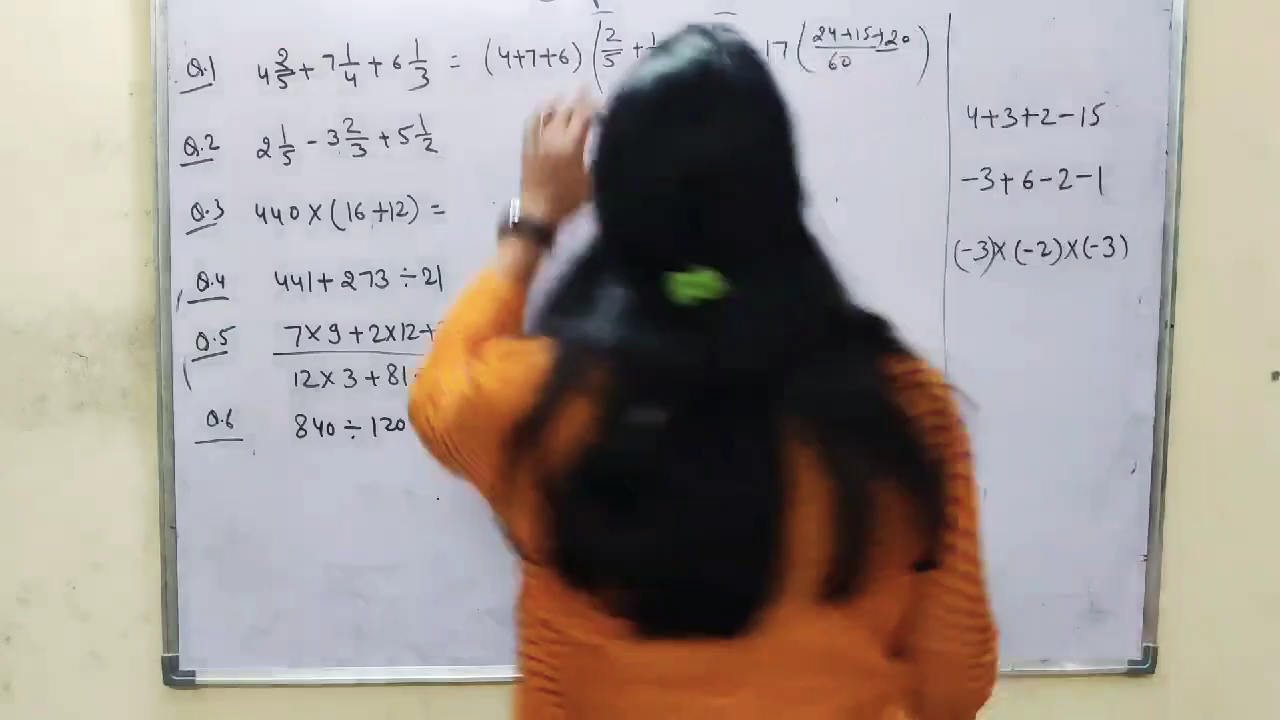 Q.1 4 2/5 + 7 1/4 + 6 1/3 = (4+7+6) (2/5 + 17 (24+15+20/60)
Q.2 2 1/5 - 3 2/3 + 5 1/2
Q.3 440 × (16+12) =
Q.4 441 + 273 ÷ 21
Q.5 7×9 + 2×12 +
12×3 + 81
Q.6 840 ÷ 120
4+3+2-15
-3+6-2-1
(-3)×(-2)×(-3)